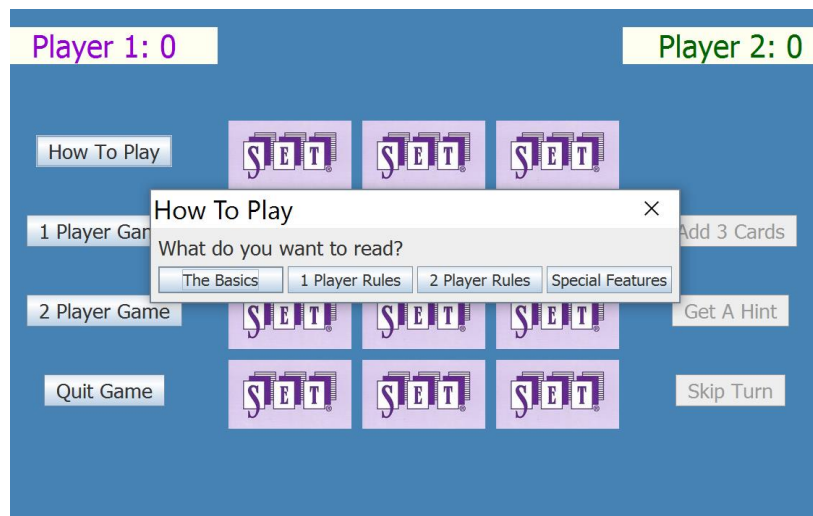 Player 1: 0
Player 2: 0
How To Play
SET®
SET®
SET®
How To Play
What do you want to read?
The Basics
1 Player Rules
2 Player Rules
Special Features
1 Player Gam
Add 3 Cards
2 Player Game
SET®
SET®
SET®
Get A Hint
Quit Game
SET®
SET®
SET®
Skip Turn